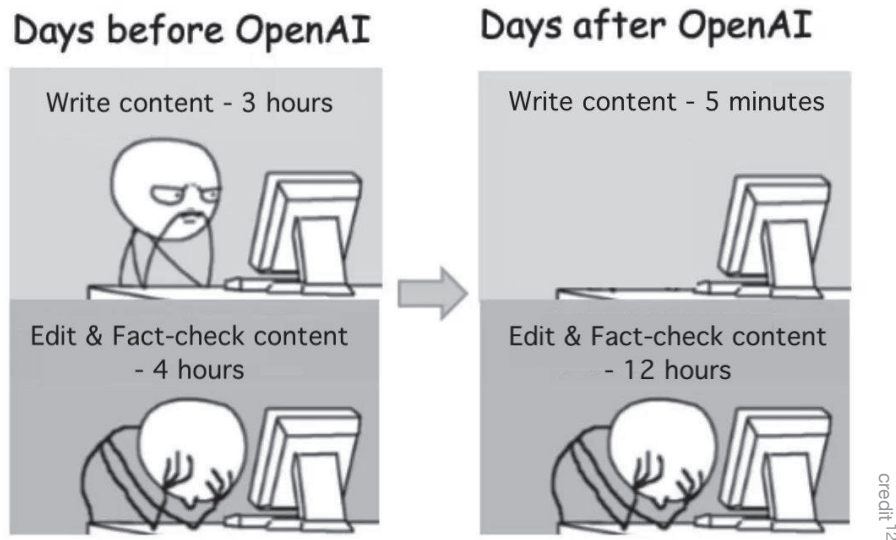 Days before OpenAI
Write content - 3 hours
Edit & Fact-check content
- 4 hours
Days after OpenAI
Write content - 5 minutes
Edit & Fact-check content
- 12 hours
credit